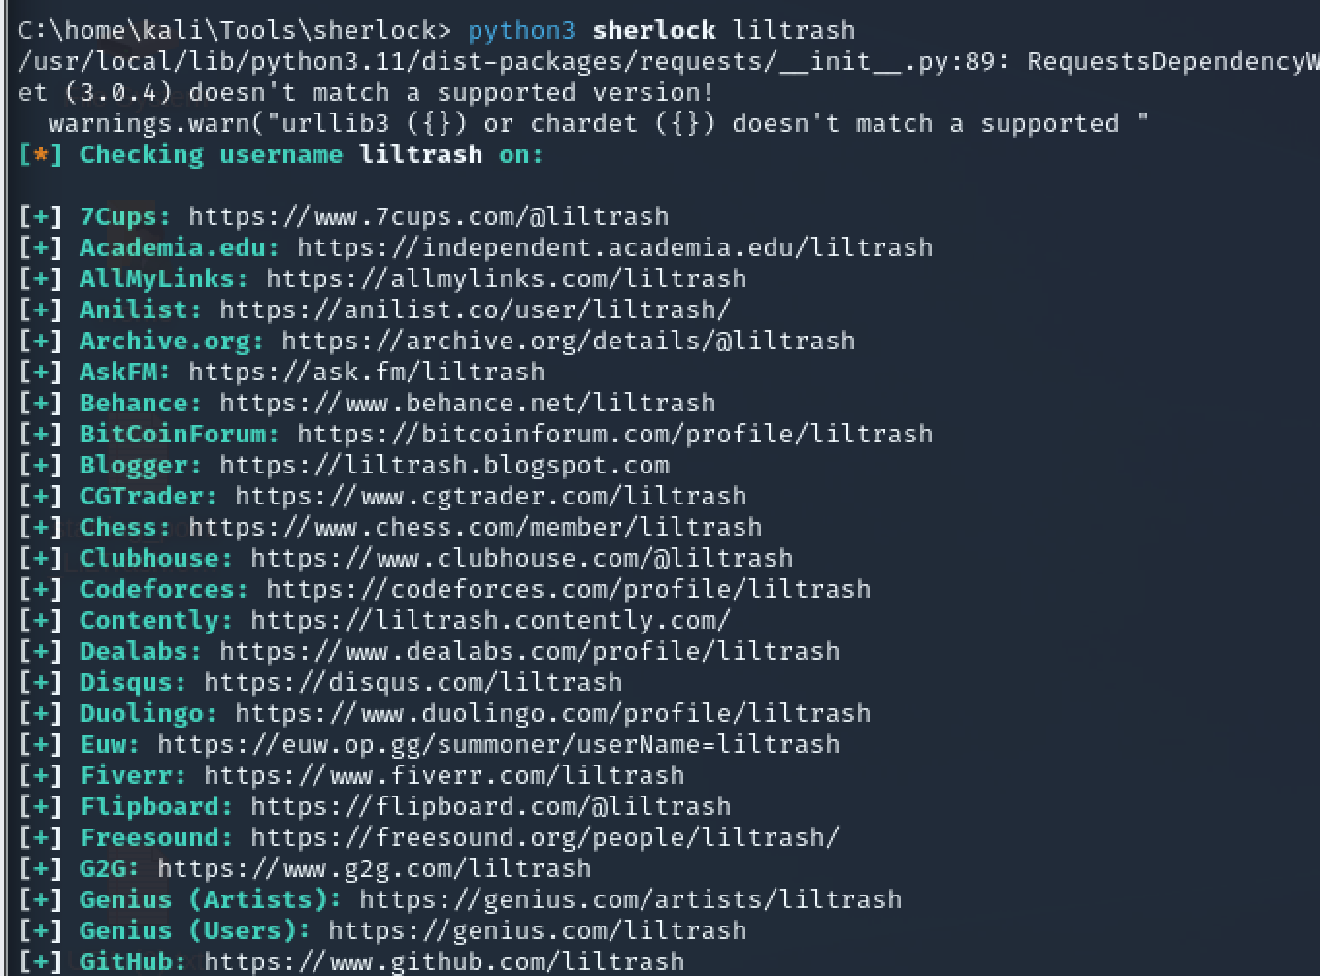 C:\home\kali\Tools\sherlock> python3 sherlock liltrash
/usr/local/lib/python3.11/dist-packages/requests/__init__.py:89: RequestsDependencyW
et (3.0.4) doesn't match a supported version!
  warnings.warn("urllib3 ({}) or chardet ({}) doesn't match a supported "
[*] Checking username liltrash on:

[+] 7Cups: https://www.7cups.com/@liltrash
[+] Academia.edu: https://independent.academia.edu/liltrash
[+] AllMyLinks: https://allmylinks.com/liltrash
[+] Anilist: https://anilist.co/user/liltrash/
[+] Archive.org: https://archive.org/details/@liltrash
[+] AskFM: https://ask.fm/liltrash
[+] Behance: https://www.behance.net/liltrash
[+] BitCoinForum: https://bitcoinforum.com/profile/liltrash
[+] Blogger: https://liltrash.blogspot.com
[+] CGTrader: https://www.cgtrader.com/liltrash
[+] Chess: https://www.chess.com/member/liltrash
[+] Clubhouse: https://www.clubhouse.com/@liltrash
[+] Codeforces: https://codeforces.com/profile/liltrash
[+] Contently: https://liltrash.contently.com/
[+] Dealabs: https://www.dealabs.com/profile/liltrash
[+] Disqus: https://disqus.com/liltrash
[+] Duolingo: https://www.duolingo.com/profile/liltrash
[+] Euw: https://euw.op.gg/summoner/userName=liltrash
[+] Fiverr: https://www.fiverr.com/liltrash
[+] Flipboard: https://flipboard.com/@liltrash
[+] Freesound: https://freesound.org/people/liltrash/
[+] G2G: https://www.g2g.com/liltrash
[+] Genius (Artists): https://genius.com/artists/liltrash
[+] Genius (Users): https://genius.com/liltrash
[+] GitHub: https://www.github.com/liltrash